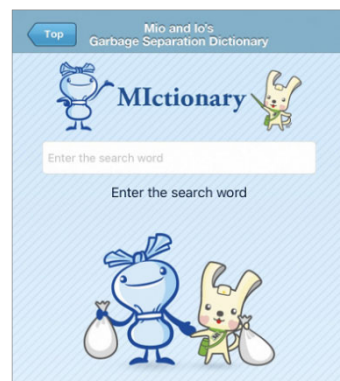 Top
Mio and Io's
Garbage Separation Dictionary
MIctionary
Enter the search word
Enter the search word